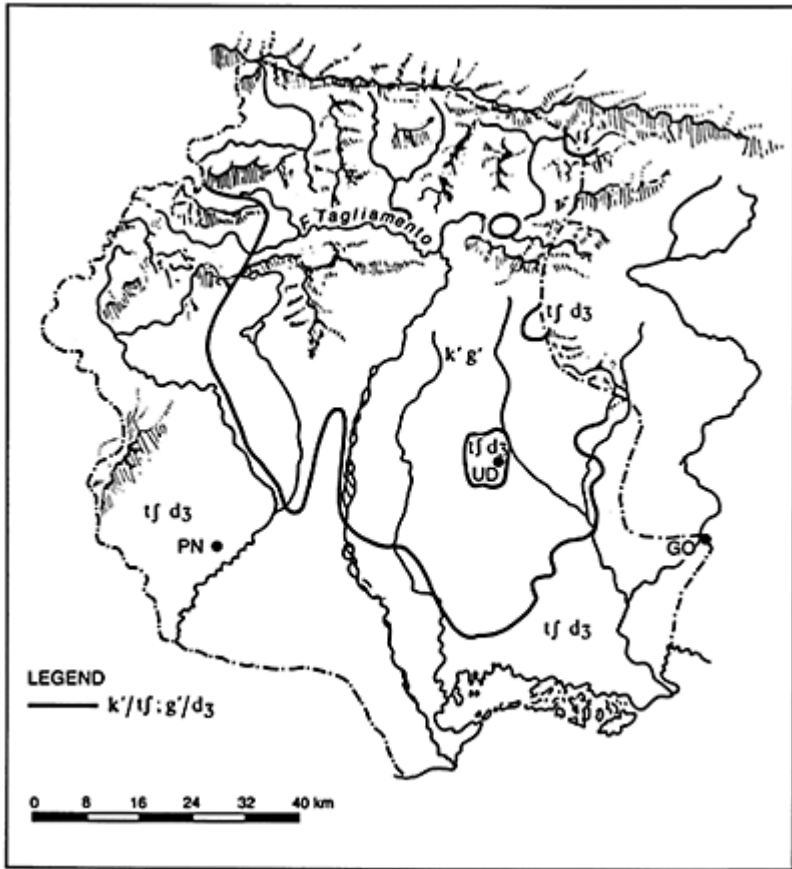 F. Tagliamento
tʃ dʒ
k' g'
tʃ dʒ
UD
tʃ dʒ
PN
GO
tʃ dʒ
LEGEND
k'/tʃ ; g'/dʒ
0 8 16 24 32 40 km